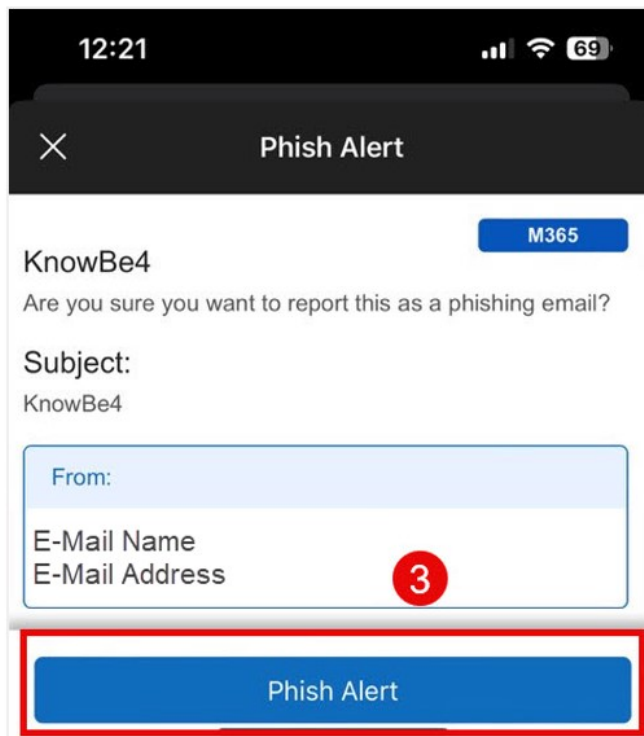 12:21
69
Phish Alert
M365
KnowBe4
Are you sure you want to report this as a phishing email?
Subject:
KnowBe4
From:
E-Mail Name
E-Mail Address
3
Phish Alert